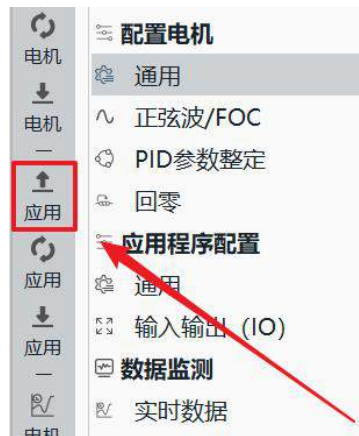 电机
电机
应用
应用
应用
电机
配置电机
通用
正弦波/FOC
PID参数整定
回零
应用程序配置
通用
输入输出（IO）
数据监测
实时数据